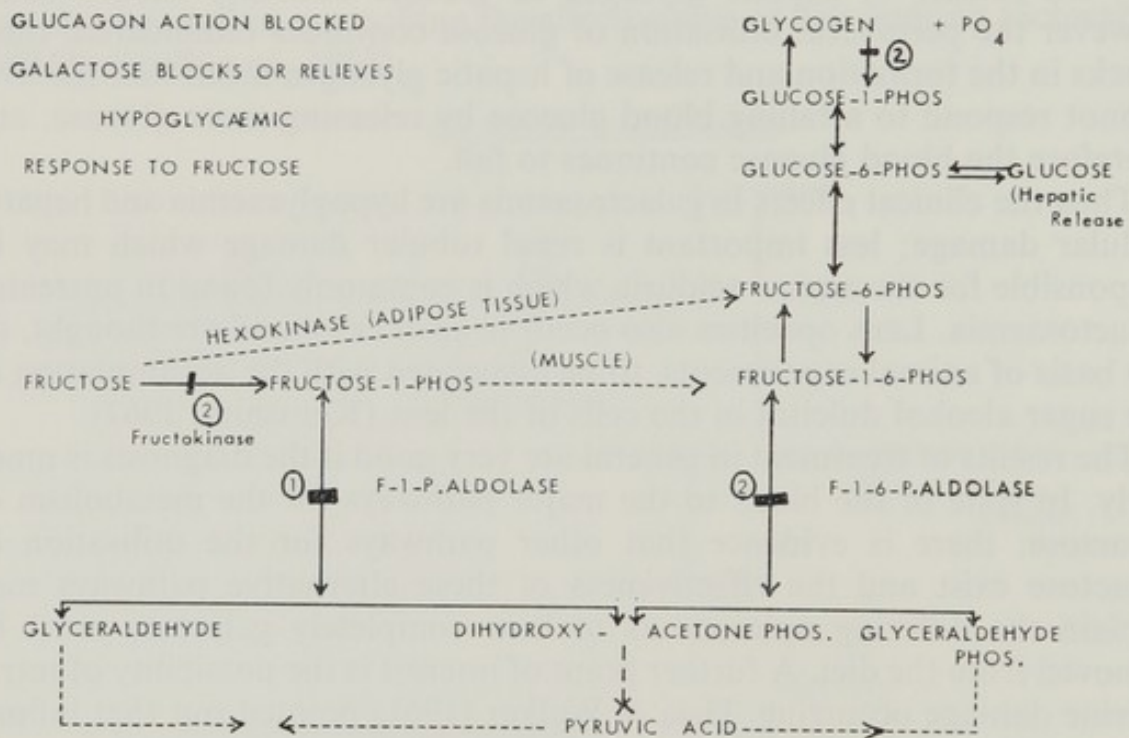 GLUCAGON ACTION BLOCKED
GALACTOSE BLOCKS OR RELIEVES
HYPOGLYCAEMIC
RESPONSE TO FRUCTOSE
GLYCOGEN + PO4
②
GLUCOSE-1-PHOS
GLUCOSE-6-PHOS
GLUCOSE
(Hepatic
Release
HEXOKINASE (ADIPOSE TISSUE)
FRUCTOSE-6-PHOS
(MUSCLE)
FRUCTOSE
FRUCTOSE-1-PHOS
FRUCTOSE-1-6-PHOS
②
Fructokinase
① F-1-P.ALDOLASE
② F-1-6-P.ALDOLASE
GLYCERALDEHYDE
DIHYDROXY- ACETONE PHOS.
GLYCERALDEHYDE
PHOS.
PYRUVIC ACID